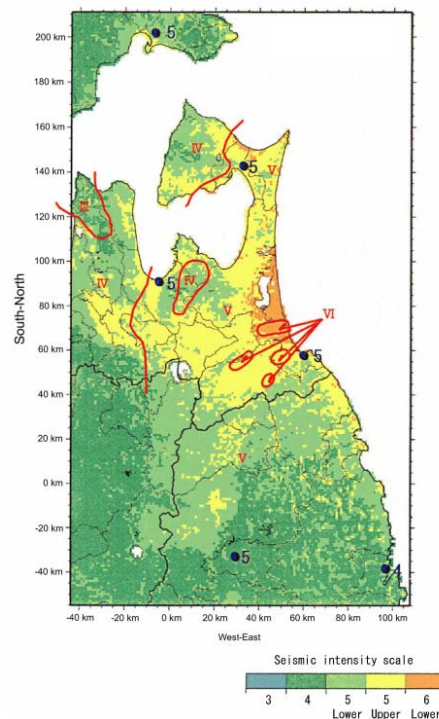 200 km
180 km
160 km
140 km
120 km
100 km
80 km
60 km
40 km
20 km
0 km
-20 km
-40 km
South-North
5
IV
5
V
III
IV
5
IV
V
VI
5
V
5
4
-40 km
-20 km
0 km
20 km
40 km
60 km
80 km
100 km
West-East
Seismic intensity scale
3 4 5 5 6
Lower Upper Lower